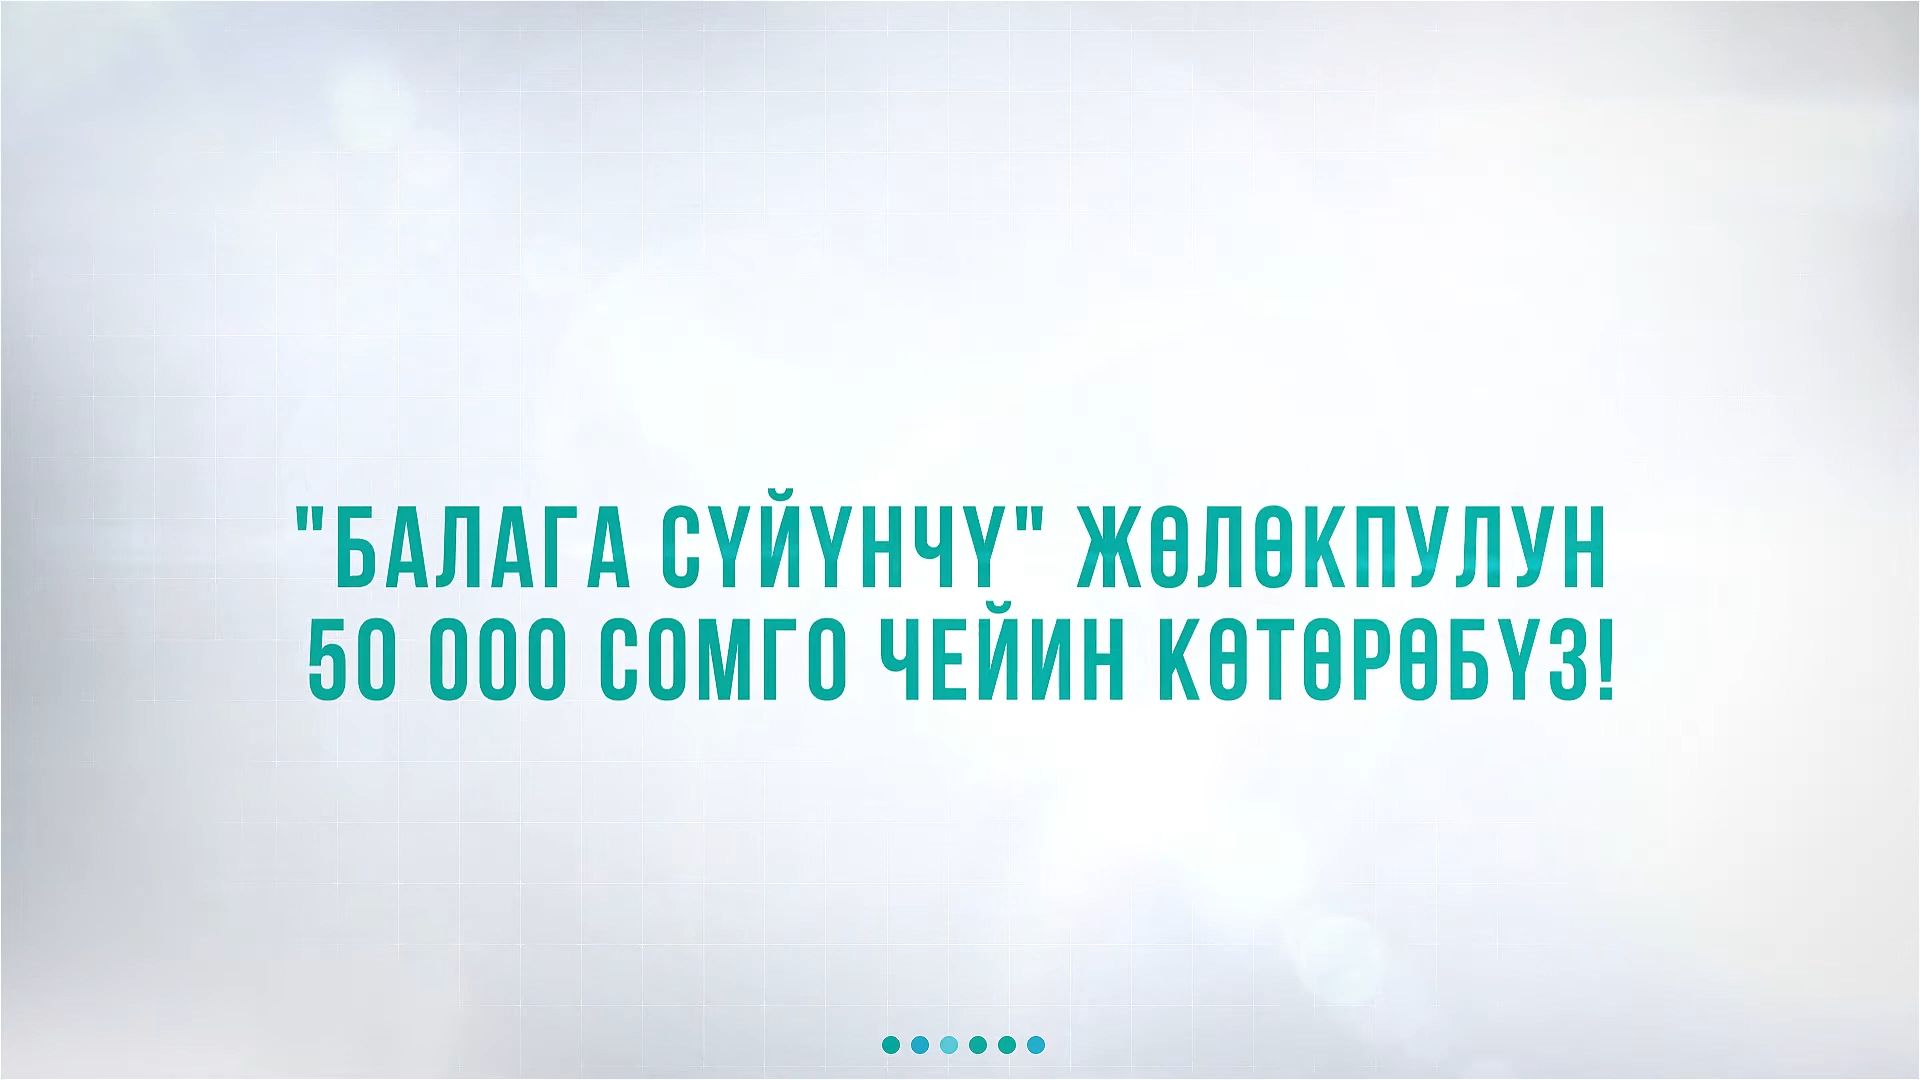 "БАЛАГА СҮЙҮНЧҮ" ЖӨЛӨКПУЛУН
50 000 СОМГО ЧЕЙИН КӨТӨРӨБҮЗ!